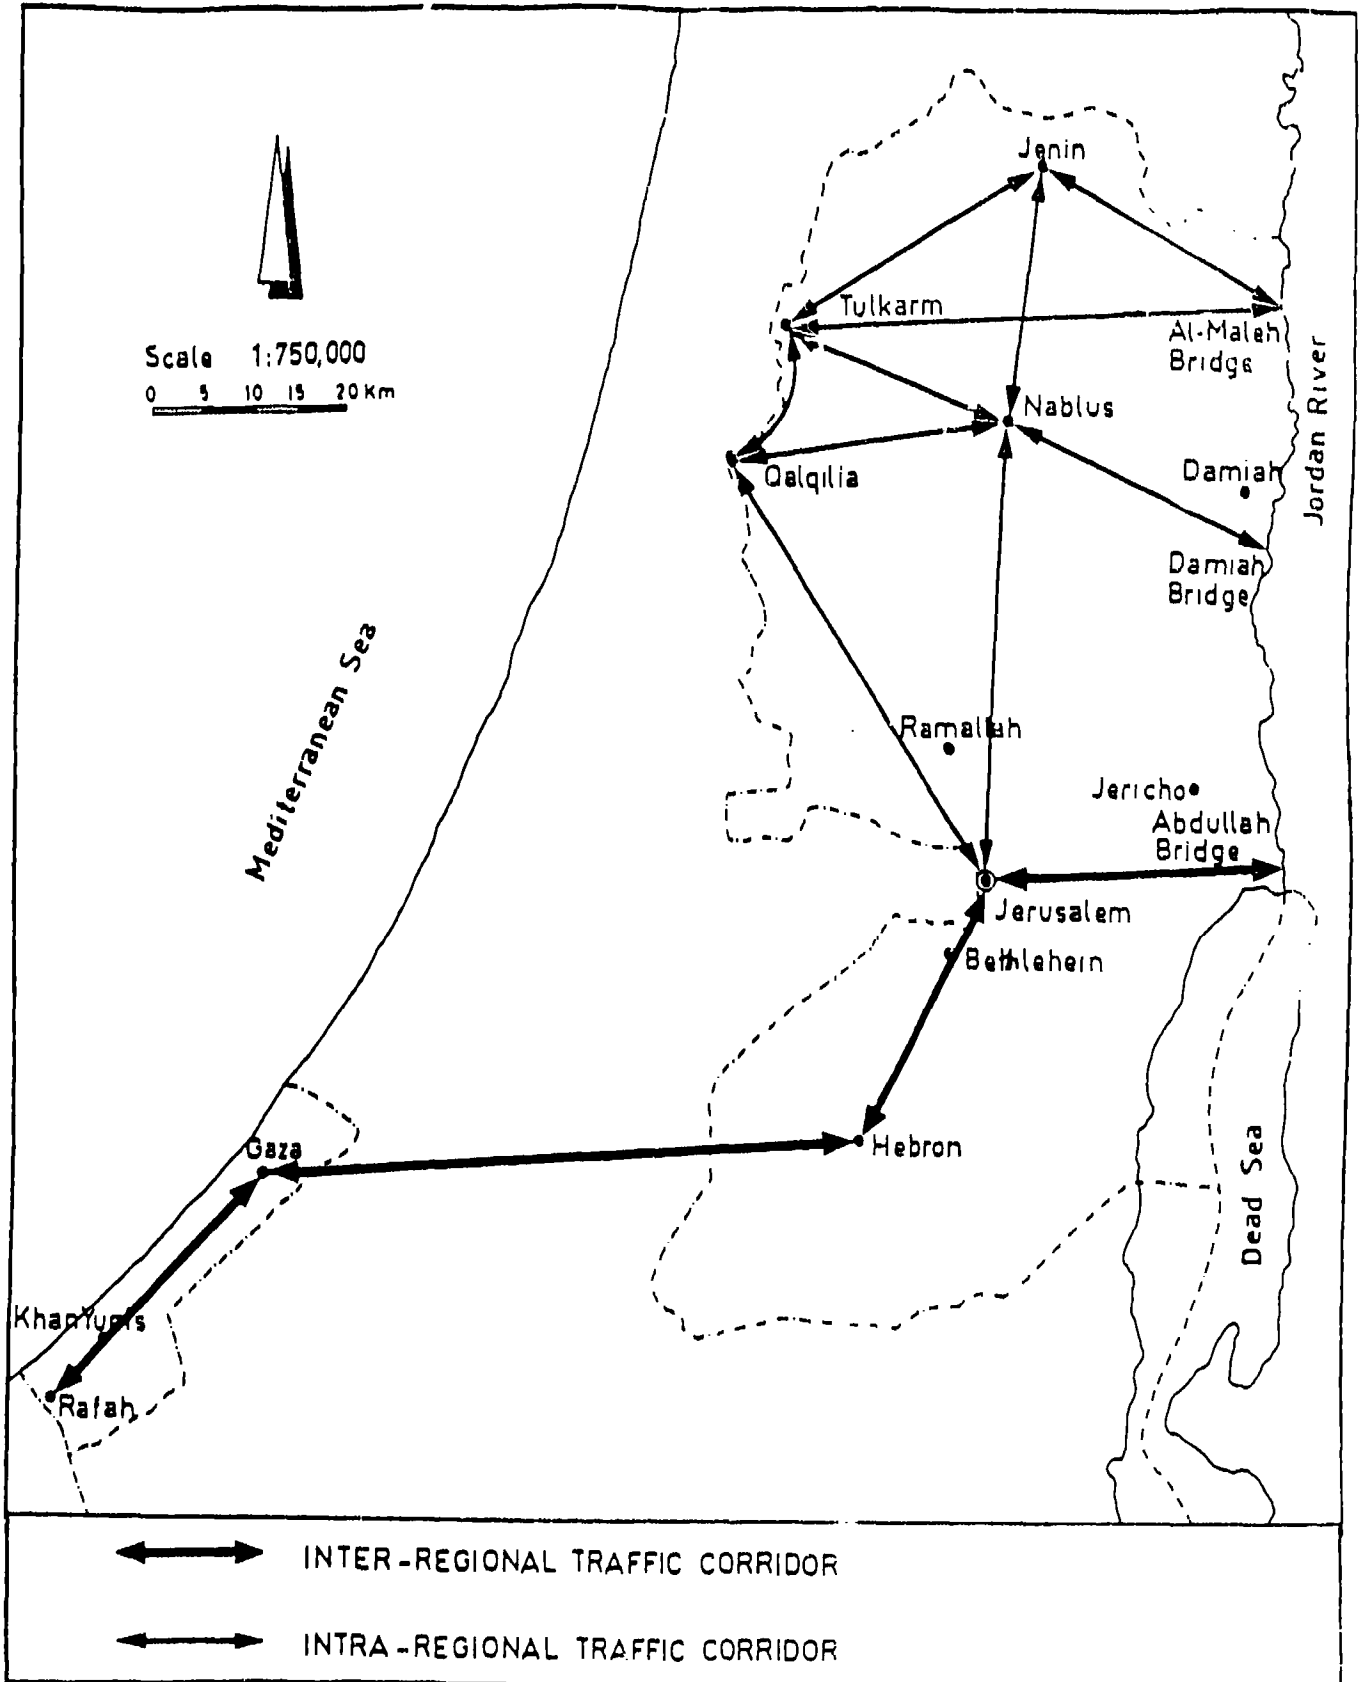 Jenin
Tulkarm
Al-Maleh
Bridge
Scale 1:750,000
0 5 10 15 20 Km
Jordan River
Nablus
Damiah
Qalqilia
Damiah
Bridge
Mediterranean Sea
Ramallah
Jericho
Abdullah
Bridge
Jerusalem
Bethlehem
Gaza
Hebron
Dead Sea
KhanYunis
Rafah
INTER-REGIONAL TRAFFIC CORRIDOR
INTRA-REGIONAL TRAFFIC CORRIDOR